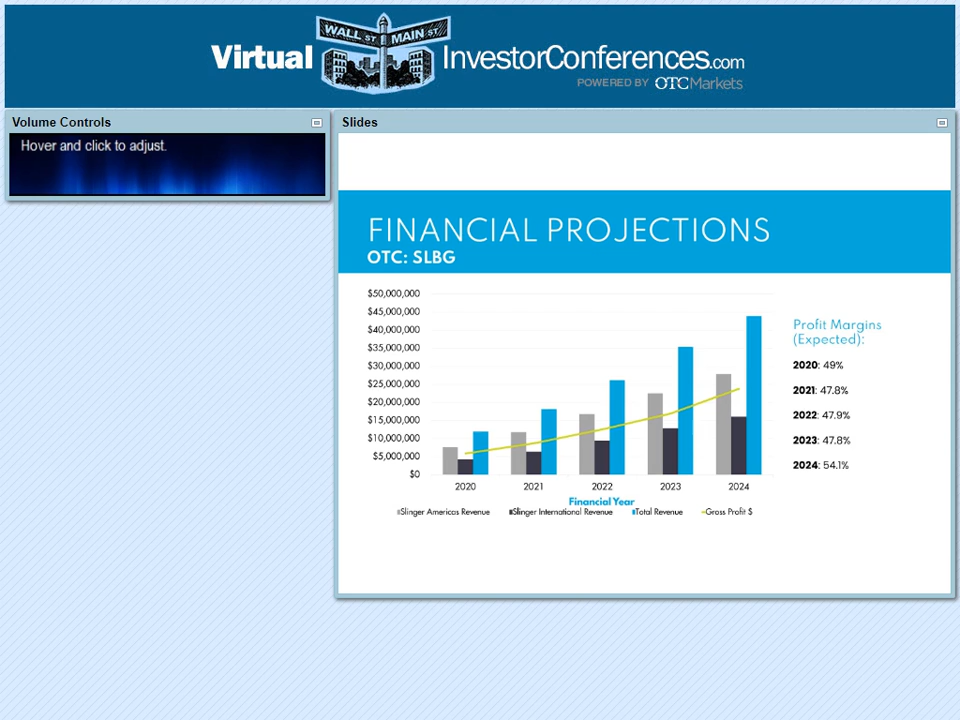 Virtual WALL ST MAIN ST InvestorConferences.com
POWERED BY OTCMarkets
Volume Controls
Hover and click to adjust.
Slides
FINANCIAL PROJECTIONS
OTC: SLBG
$50,000,000
$45,000,000
$40,000,000
$35,000,000
$30,000,000
$25,000,000
$20,000,000
$15,000,000
$10,000,000
$5,000,000
$0
2020 2021 2022 2023 2024
Financial Year
Slinger Americas Revenue Slinger International Revenue Total Revenue Gross Profit $
Profit Margins
(Expected):
2020: 49%
2021: 47.8%
2022: 47.9%
2023: 47.8%
2024: 54.1%